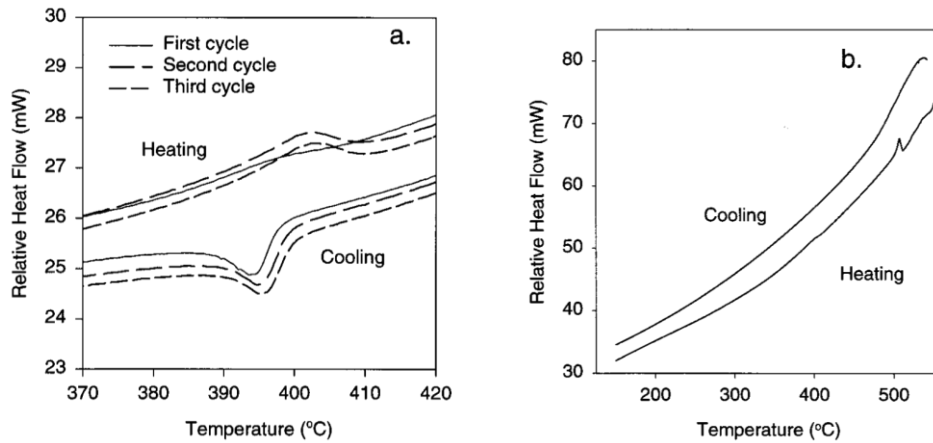 a.
First cycle
Second cycle
Third cycle
Heating
Cooling
30
29
28
27
26
25
24
23
370
380
390
400
410
420
Relative Heat Flow (mW)
Temperature (ºC)
b.
Cooling
Heating
80
70
60
50
40
30
200
300
400
500
Relative Heat Flow (mW)
Temperature (ºC)